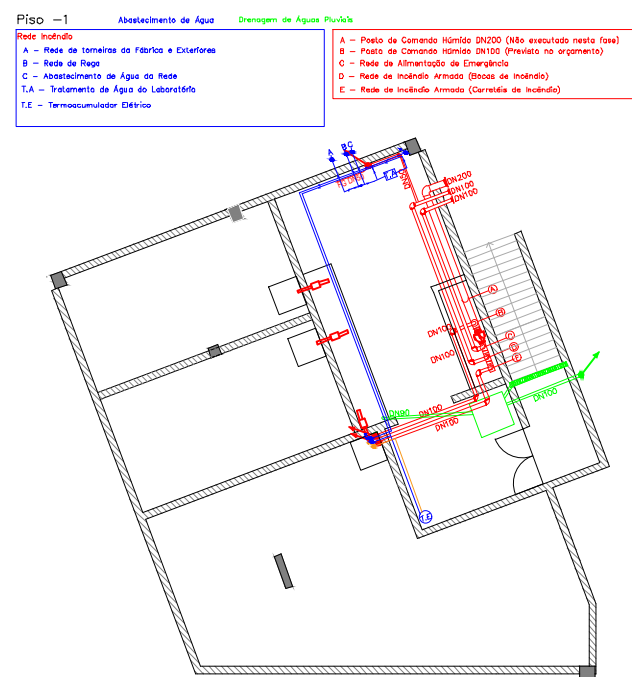 Piso -1
Abastecimento de Água
Drenagem de Águas Pluviais
Rede Incêndio
A - Rede de torneiras da Fábrica e Exteriores
B - Rede de Rega
C - Abastecimento de Água da Rede
T.A - Tratamento de Água do Laboratório
T.E - Termoacumulador Elétrico
A - Posto de Comando Húmido DN200 (Não executado nesta fase)
B - Posto de Comando Húmido DN100 (Previsto no orçamento)
C - Rede de Alimentação de Emergência
D - Rede de Incêndio Armada (Bocas de Incêndio)
E - Rede de Incêndio Armada (Carretéis de Incêndio)
A
B C
T.A
DN50
DN200
DN100
DN100
A
B
DN100
C
DN100
D
E
DN100
DN90
DN100
DN100
T.E